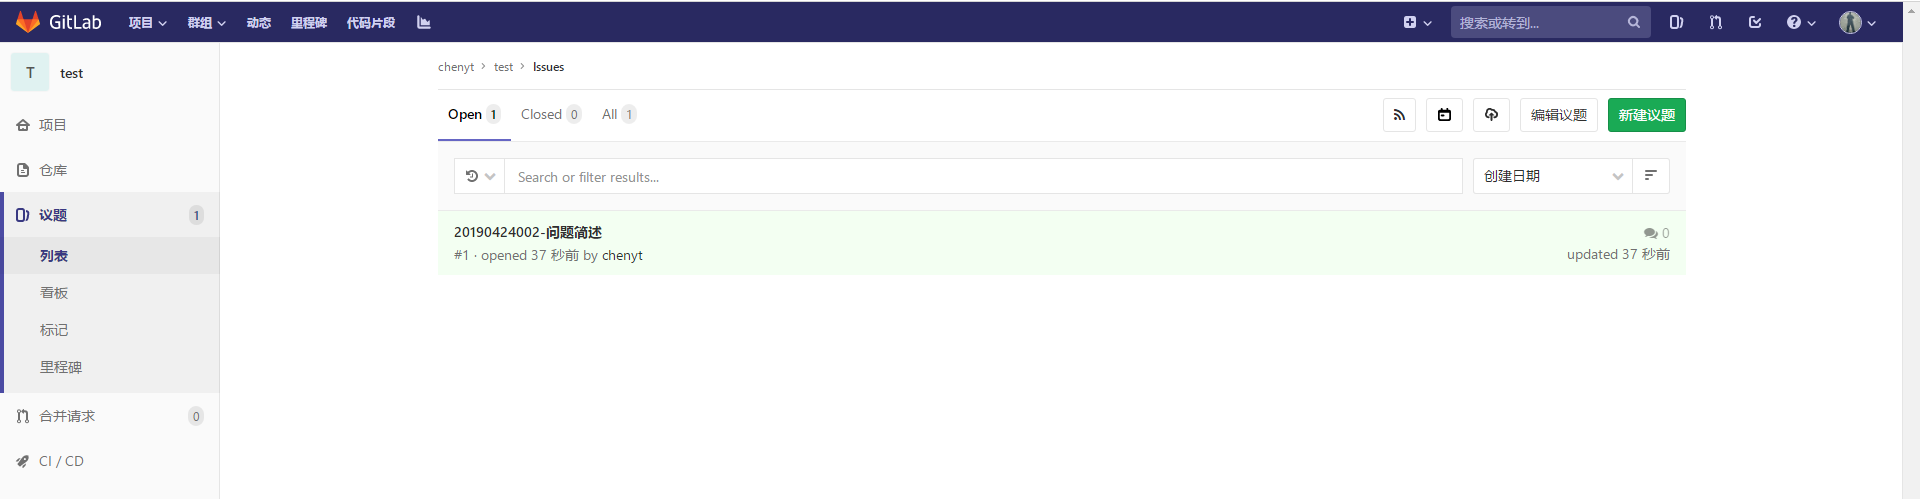 GitLab 项目 群组 动态 里程碑 代码片段 搜索或转到...
T test
项目
仓库
议题 1
列表
看板
标记
里程碑
合并请求 0
CI / CD
chenyt › test › Issues
Open 1 Closed 0 All 1 编辑议题 新建议题
Search or filter results... 创建日期
20190424002-问题简述 0
#1 · opened 37 秒前 by chenyt updated 37 秒前